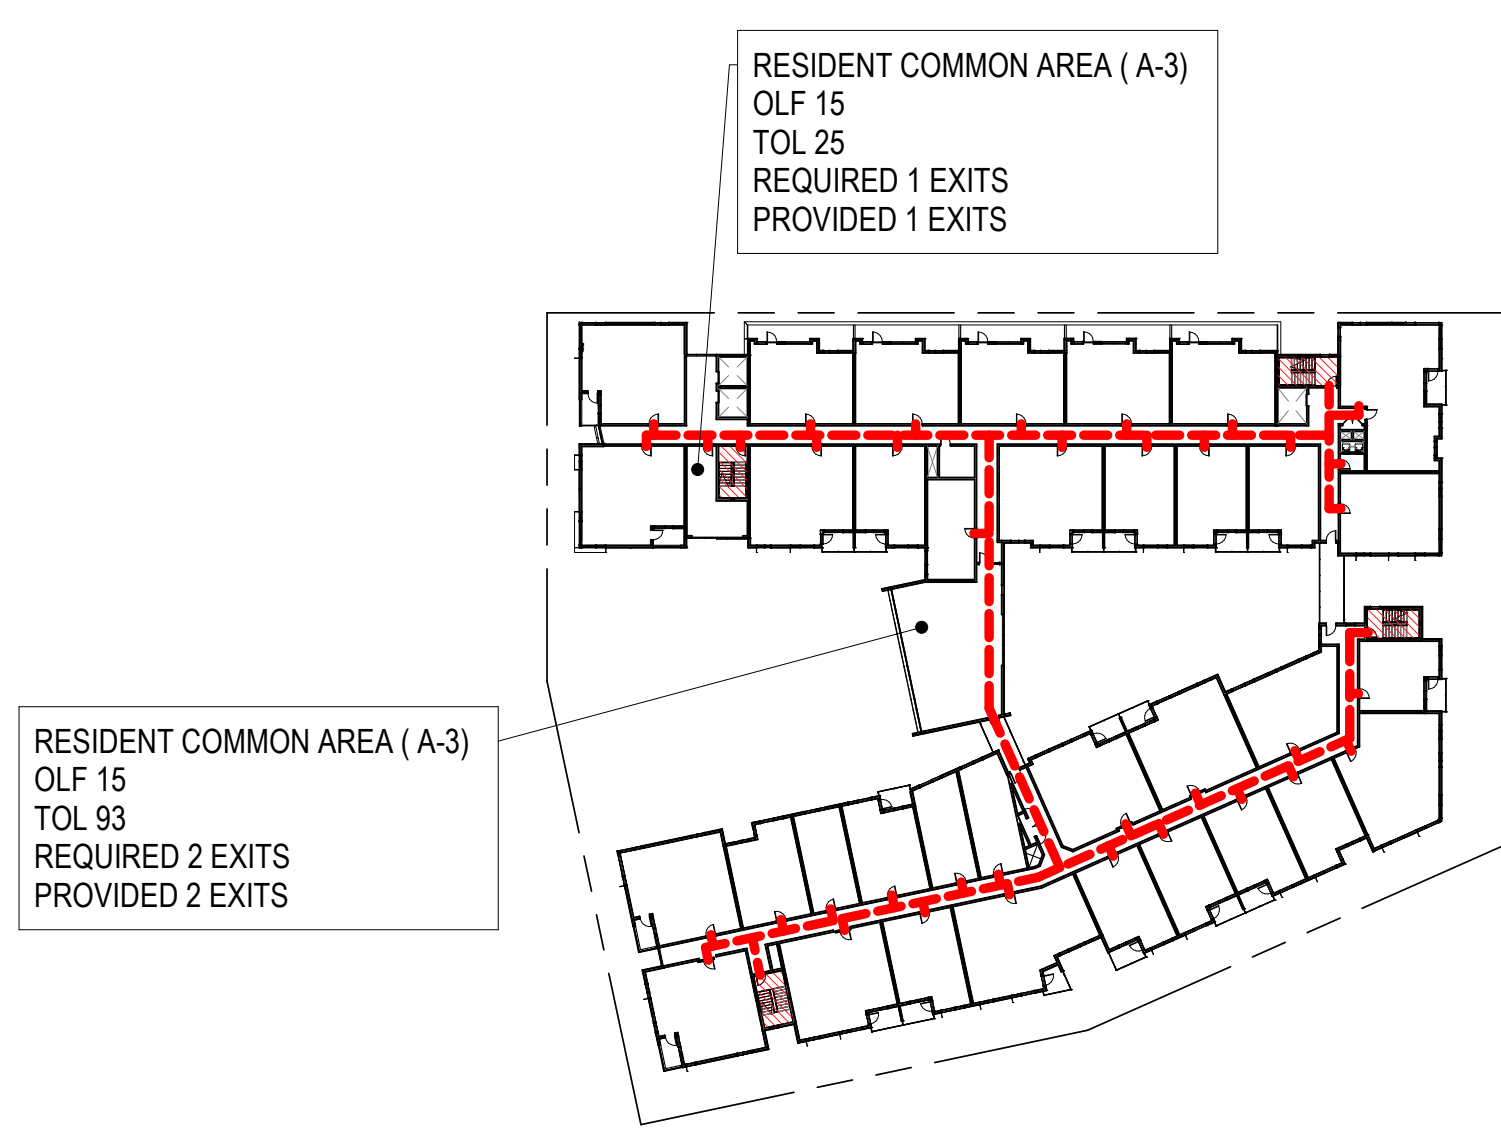 RESIDENT COMMON AREA ( A-3)
OLF 15
TOL 25
REQUIRED 1 EXITS
PROVIDED 1 EXITS
RESIDENT COMMON AREA ( A-3)
OLF 15
TOL 93
REQUIRED 2 EXITS
PROVIDED 2 EXITS